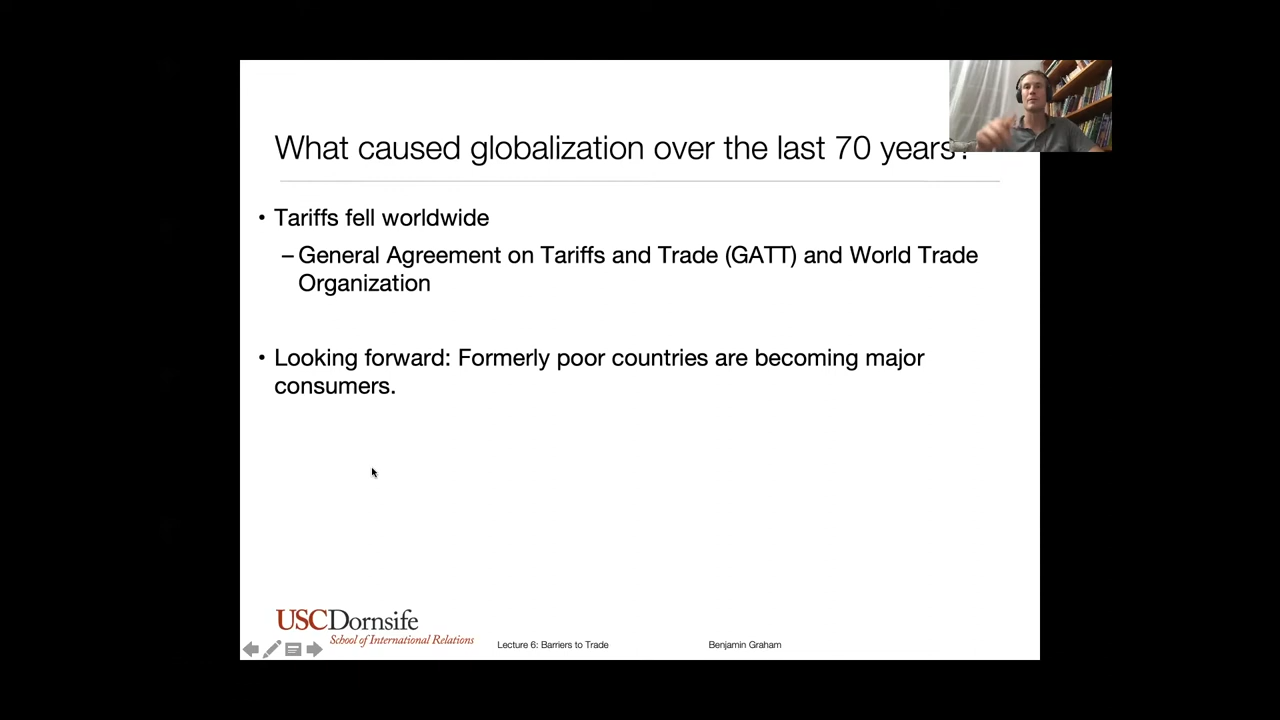 What caused globalization over the last 70 years?
• Tariffs fell worldwide
– General Agreement on Tariffs and Trade (GATT) and World Trade
Organization
• Looking forward: Formerly poor countries are becoming major
consumers.
USCDornsife
School of International Relations
Lecture 6: Barriers to Trade
Benjamin Graham